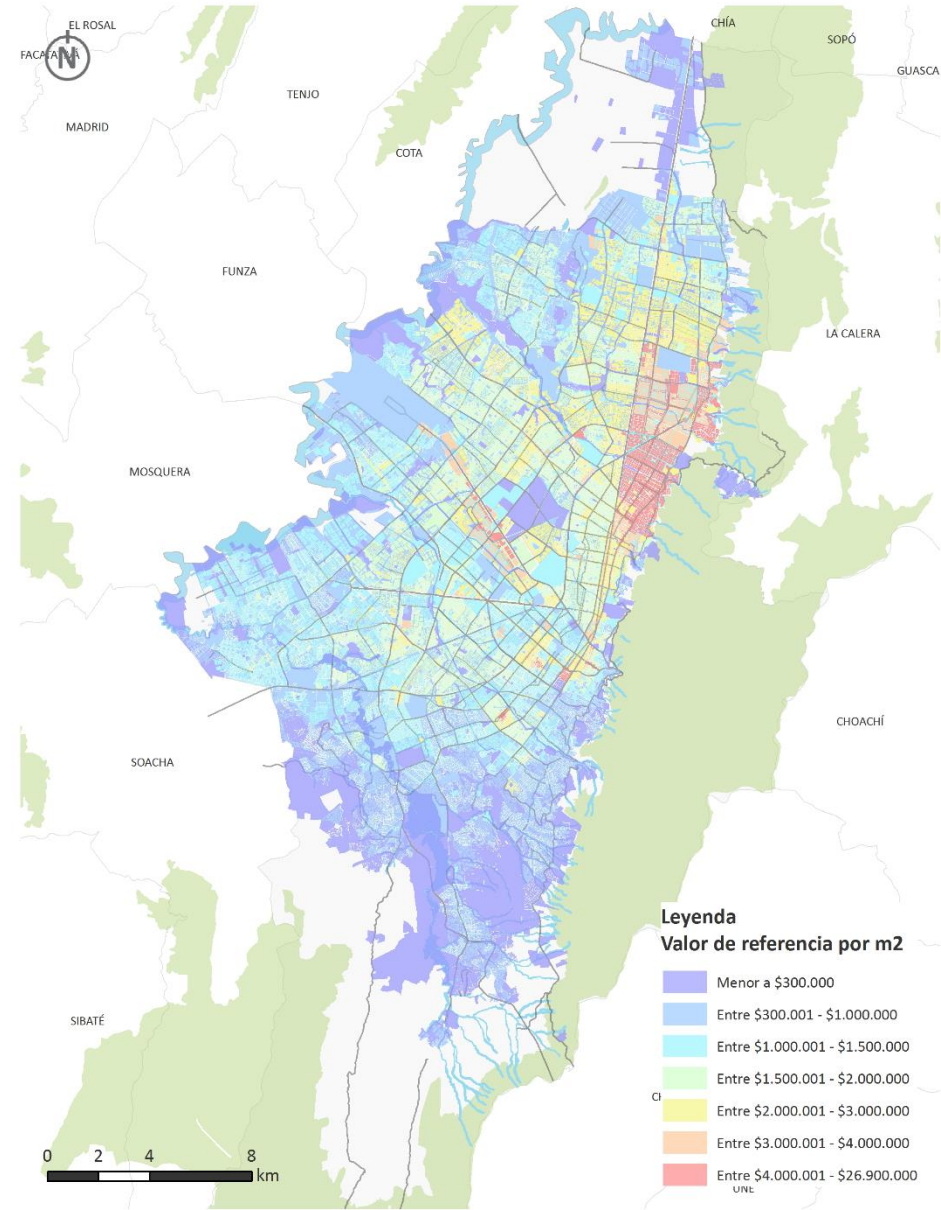 EL ROSAL
CHÍA
SOPÓ
FACATATIVÁ
N
GUASCA
TENJO
MADRID
COTA
FUNZA
LA CALERA
MOSQUERA
CHOACHÍ
SOACHA
Leyenda
Valor de referencia por m2
Menor a $300.000
Entre $300.001 - $1.000.000
Entre $1.000.001 - $1.500.000
SIBATÉ
Entre $1.500.001 - $2.000.000
Entre $2.000.001 - $3.000.000
Entre $3.000.001 - $4.000.000
0 2 4 8
km
Entre $4.000.001 - $26.900.000
UNE